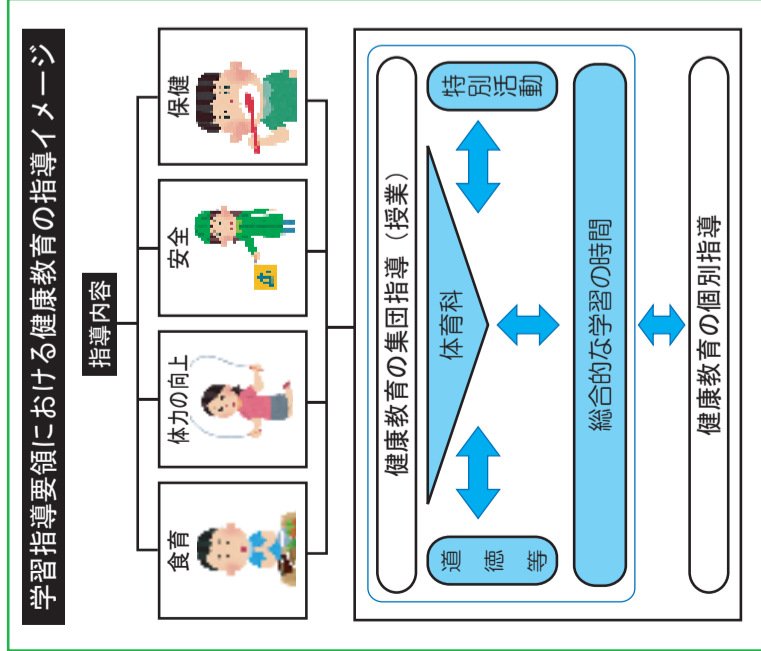 学習指導要領における健康教育の指導イメージ
指導内容
食育
体力の向上
安全
保健
健康教育の集団指導（授業）
道徳等
体育科
特別活動
総合的な学習の時間
健康教育の個別指導